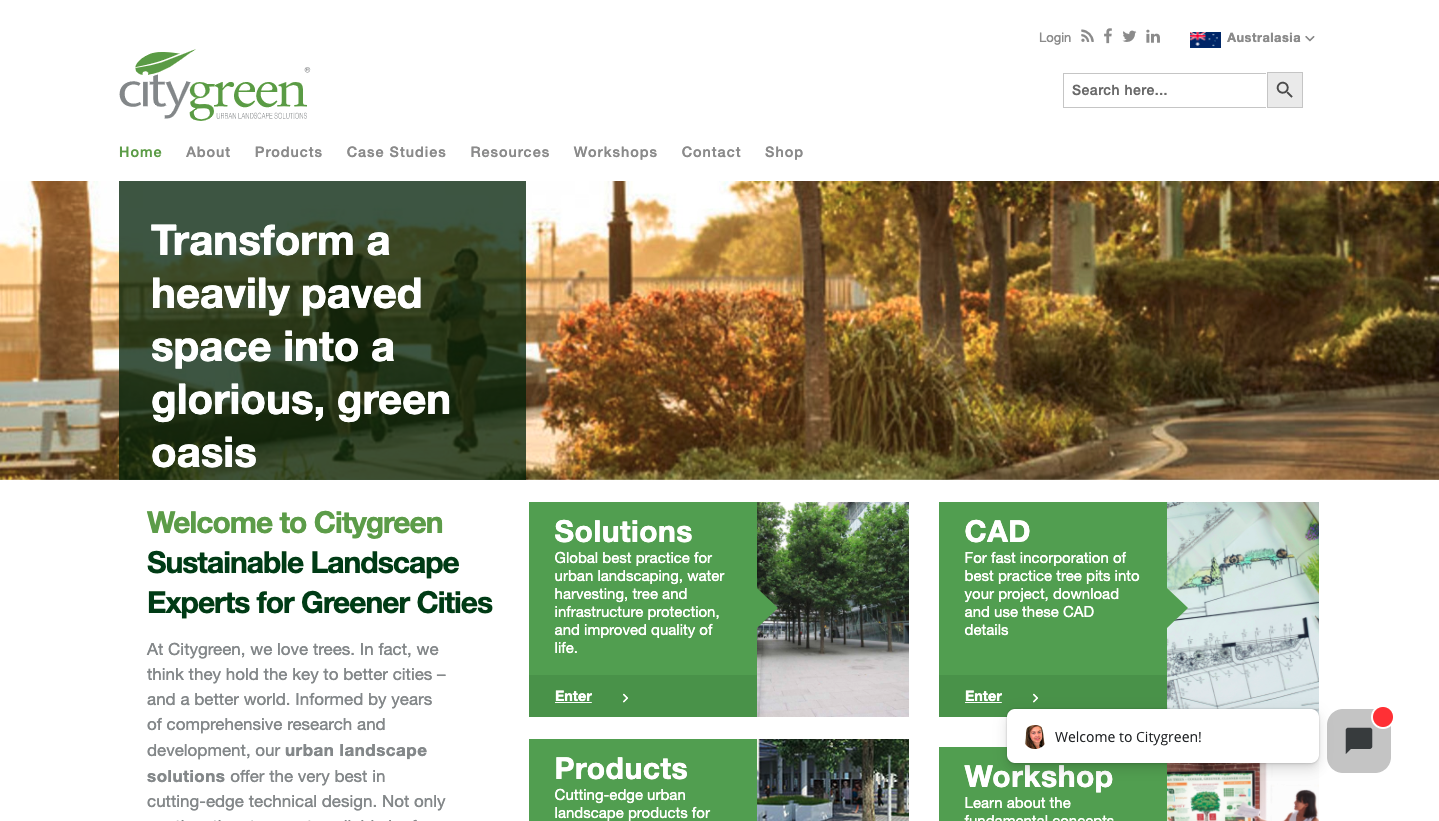 Login
Australasia
citygreen®
URBAN LANDSCAPE SOLUTIONS
Search here...
Home About Products Case Studies Resources Workshops Contact Shop
Transform a
heavily paved
space into a
glorious, green
oasis
Welcome to Citygreen
Sustainable Landscape
Experts for Greener Cities
At Citygreen, we love trees. In fact, we
think they hold the key to better cities –
and a better world. Informed by years
of comprehensive research and
development, our urban landscape
solutions offer the very best in
cutting-edge technical design. Not only
Solutions
Global best practice for
urban landscaping, water
harvesting, tree and
infrastructure protection,
and improved quality of
life.
Enter
CAD
For fast incorporation of
best practice tree pits into
your project, download
and use these CAD
details
Enter
Products
Cutting-edge urban
landscape products for
Workshop
Learn about the
fundamental concepts
Welcome to Citygreen!